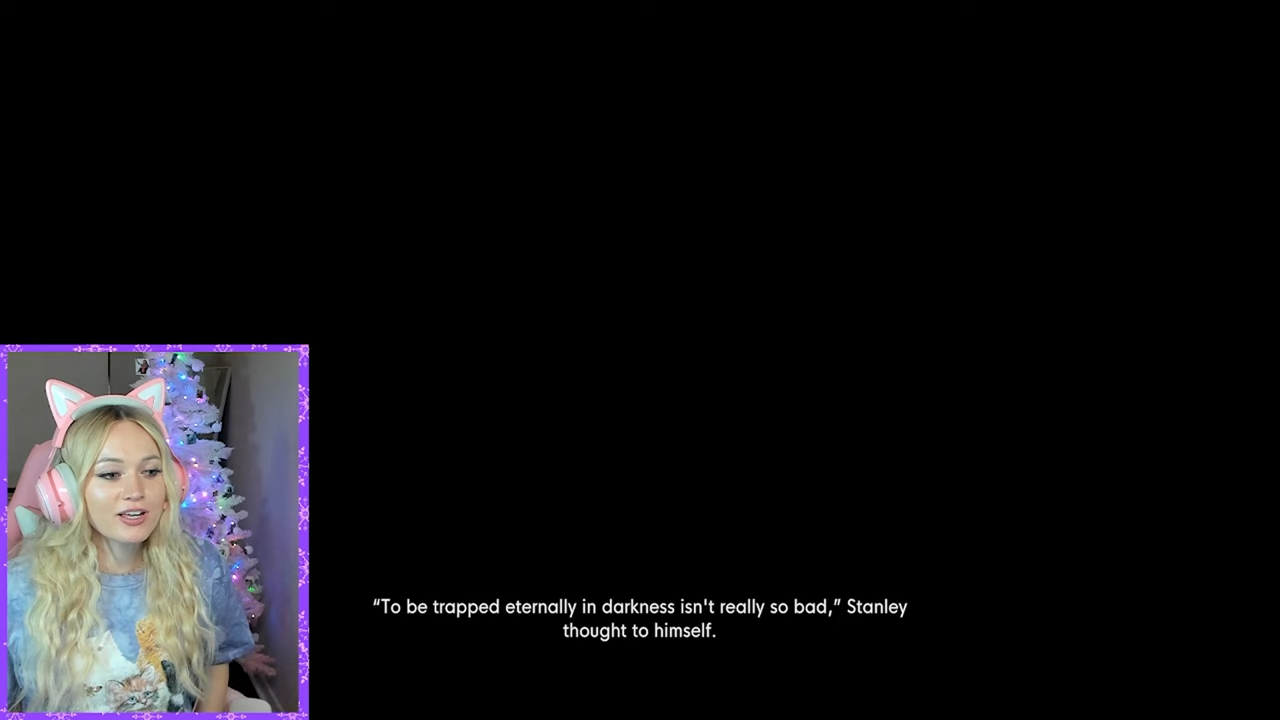 “To be trapped eternally in darkness isn't really so bad,” Stanley
thought to himself.